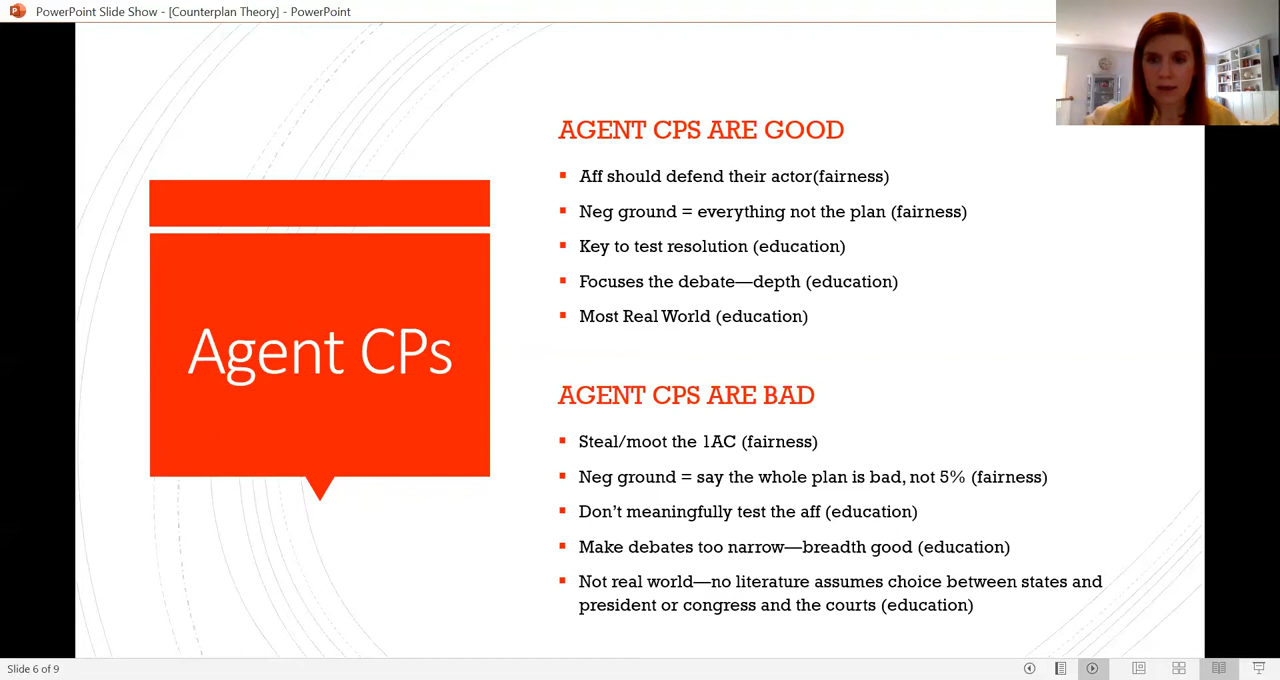 PowerPoint Slide Show - [Counterplan Theory] - PowerPoint
Agent CPs
AGENT CPS ARE GOOD
Aff should defend their actor(fairness)
Neg ground = everything not the plan (fairness)
Key to test resolution (education)
Focuses the debate—depth (education)
Most Real World (education)
AGENT CPS ARE BAD
Steal/moot the 1AC (fairness)
Neg ground = say the whole plan is bad, not 5% (fairness)
Don't meaningfully test the aff (education)
Make debates too narrow—breadth good (education)
Not real world—no literature assumes choice between states and
president or congress and the courts (education)
Slide 6 of 9